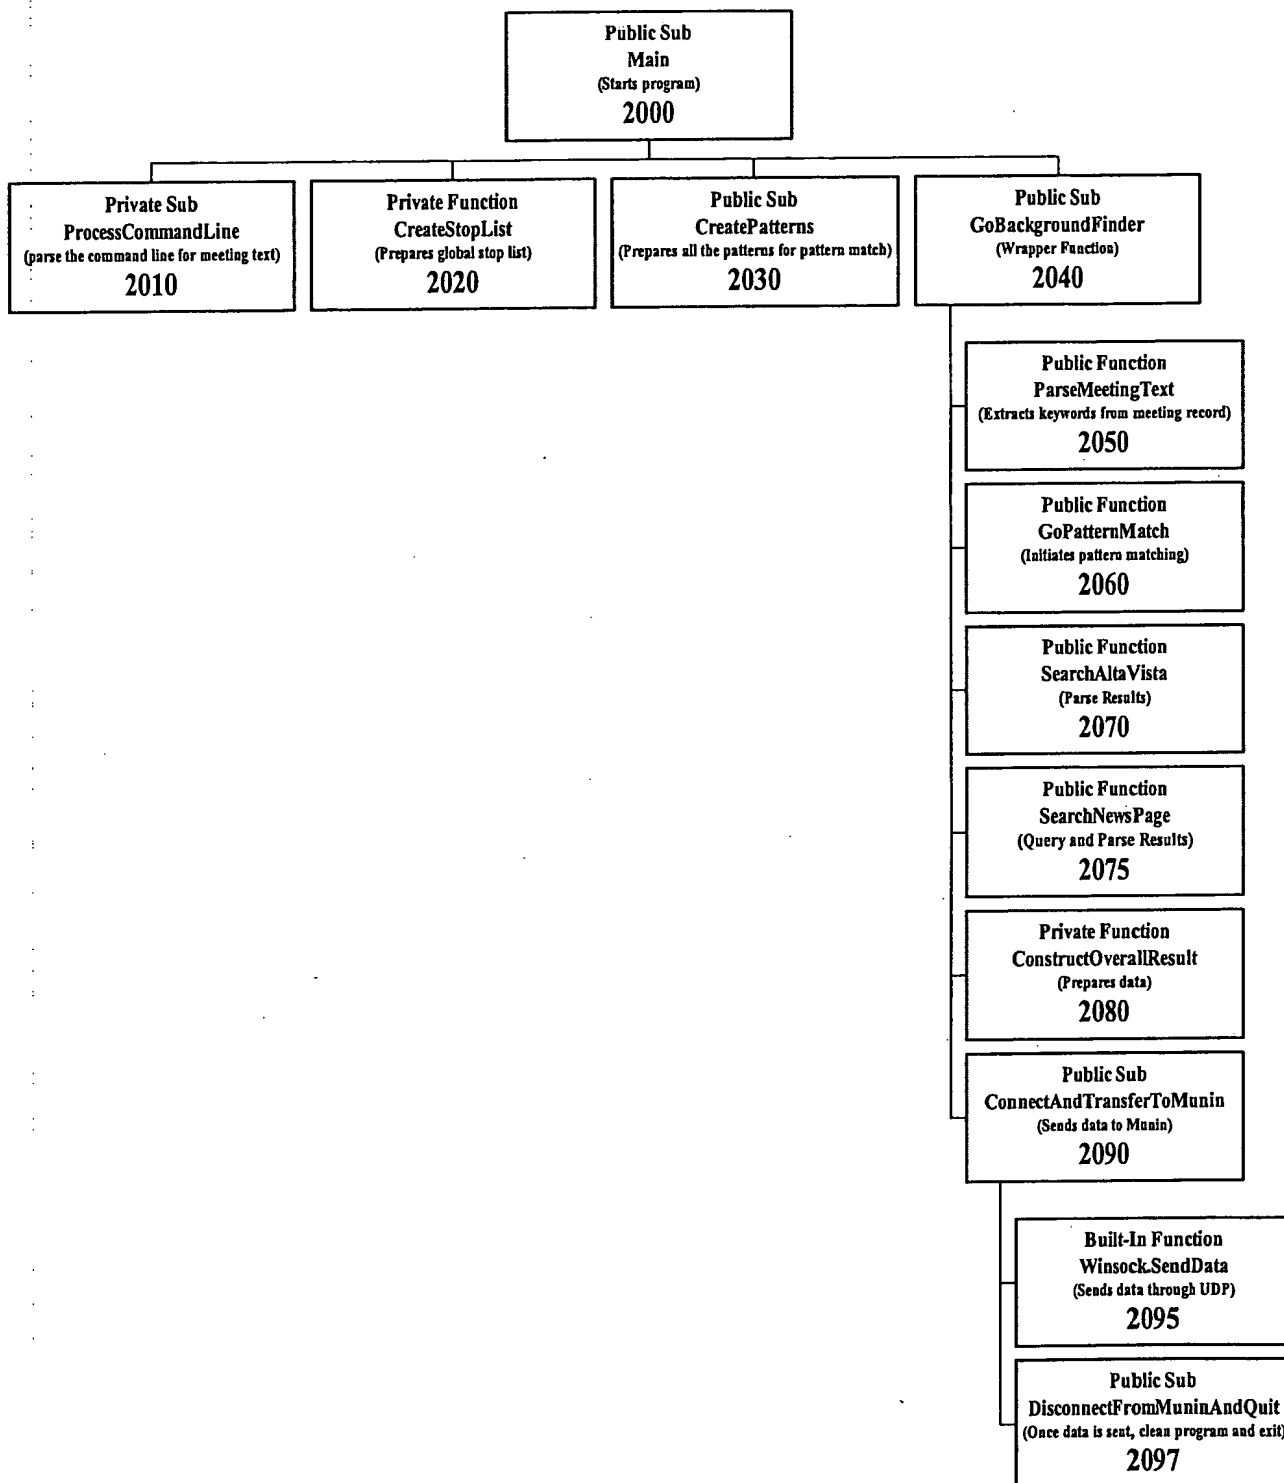 Public Sub
Main
(Starts program)
2000
Private Sub
ProcessCommandLine
(parse the command line for meeting text)
2010
Private Function
CreateStopList
(Prepares global stop list)
2020
Public Sub
CreatePatterns
(Prepares all the patterns for pattern match)
2030
Public Sub
GoBackgroundFinder
(Wrapper Function)
2040
Public Function
ParseMeetingText
(Extracts keywords from meeting record)
2050
Public Function
GoPatternMatch
(Initiates pattern matching)
2060
Public Function
SearchAltaVista
(Parse Results)
2070
Public Function
SearchNewsPage
(Query and Parse Results)
2075
Private Function
ConstructOverallResult
(Prepares data)
2080
Public Sub
ConnectAndTransferToMunin
(Sends data to Munin)
2090
Built-In Function
Winsock.SendData
(Sends data through UDP)
2095
Public Sub
DisconnectFromMuninAndQuit
(Once data is sent, clean program and exit)
2097